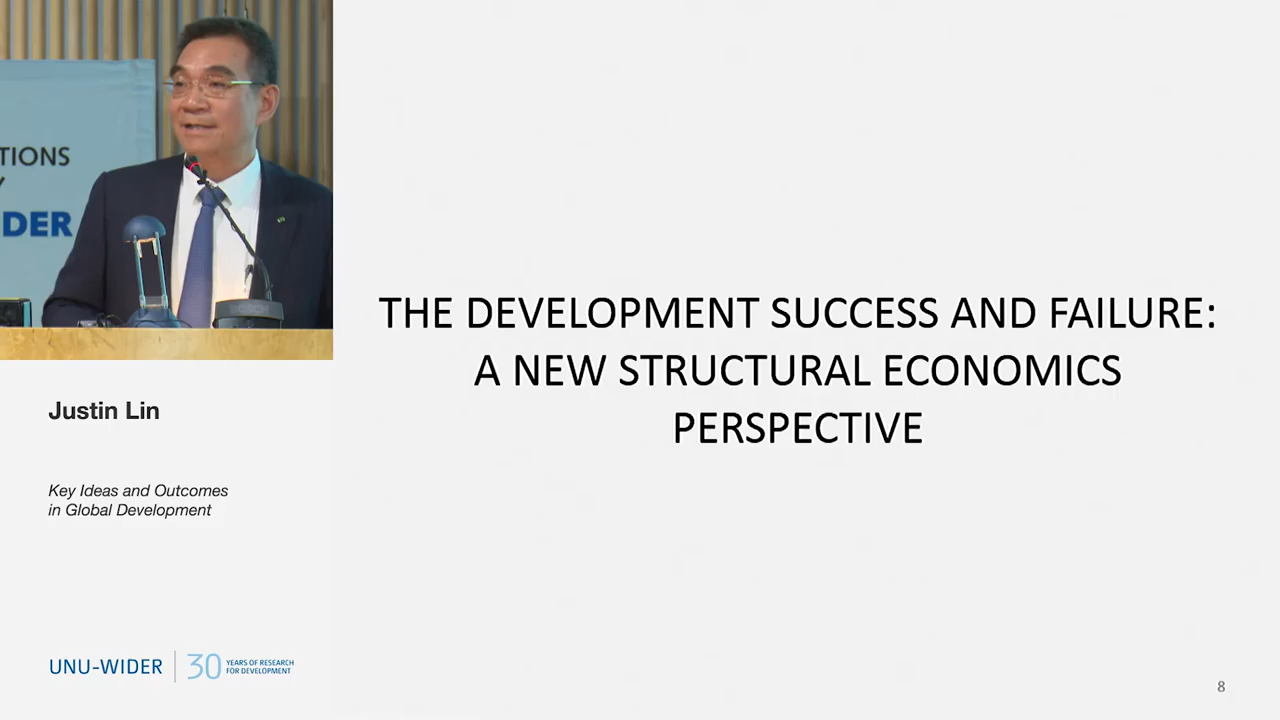 TIONS
Y
DER
Justin Lin
Key Ideas and Outcomes
in Global Development
UNU-WIDER
30
YEARS OF RESEARCH
FOR DEVELOPMENT
THE DEVELOPMENT SUCCESS AND FAILURE:
A NEW STRUCTURAL ECONOMICS
PERSPECTIVE
8